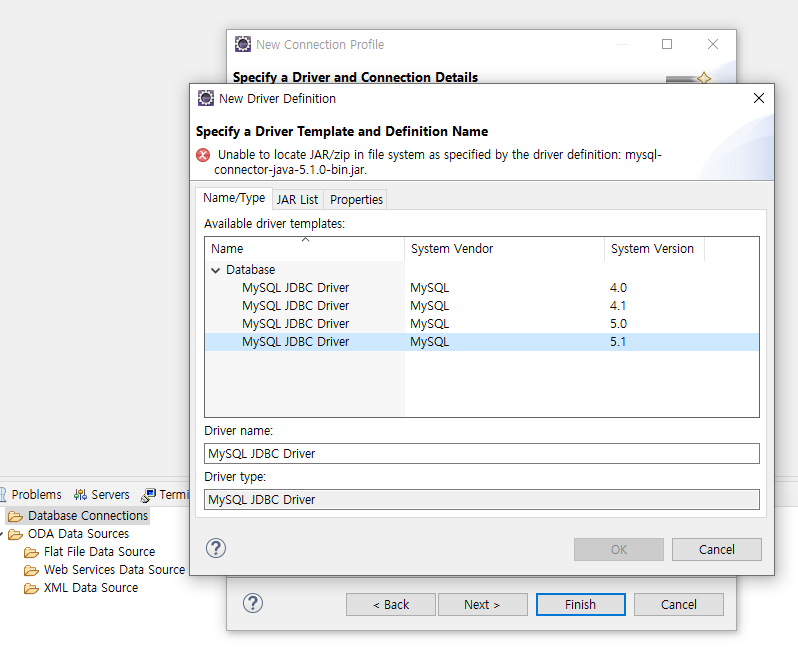 New Connection Profile
Specify a Driver and Connection Details
New Driver Definition
Specify a Driver Template and Definition Name
Unable to locate JAR/zip in file system as specified by the driver definition: mysql-
connector-java-5.1.0-bin.jar.
Name/Type JAR List Properties
Available driver templates:
Name System Vendor System Version
Database
MySQL JDBC Driver MySQL 4.0
MySQL JDBC Driver MySQL 4.1
MySQL JDBC Driver MySQL 5.0
MySQL JDBC Driver MySQL 5.1
Driver name:
MySQL JDBC Driver
Driver type:
MySQL JDBC Driver
OK Cancel
Problems Servers Termi
Database Connections
ODA Data Sources
Flat File Data Source
Web Services Data Source
XML Data Source
< Back Next > Finish Cancel